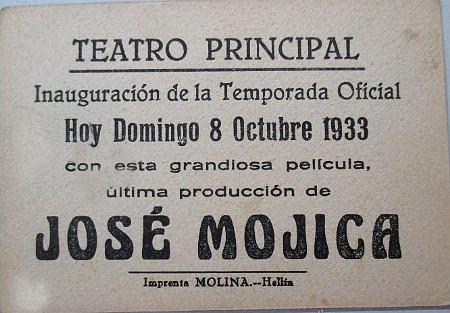 TEATRO PRINCIPAL
Inauguración de la Temporada Oficial
Hoy Domingo 8 Octubre 1933
con esta grandiosa película,
última producción de
JOSÉ MOJICA
Imprenta MOLINA.--Hellín